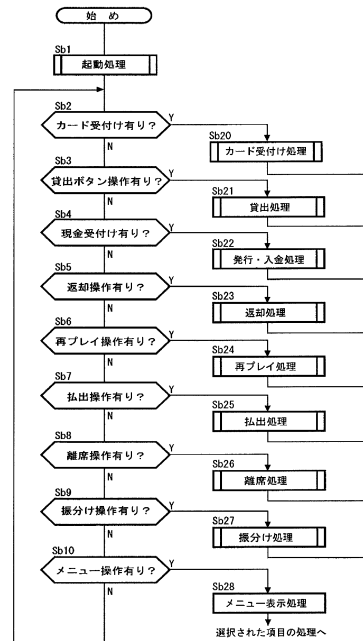 始め
Sb1
起動処理
Sb2
カード受付け有り？
Y
N
Sb20
カード受付け処理
Sb3
貸出ボタン操作有り？
Y
N
Sb21
貸出処理
Sb4
現金受付け有り？
Y
N
Sb22
発行・入金処理
Sb5
返却操作有り？
Y
N
Sb23
返却処理
Sb6
再プレイ操作有り？
Y
N
Sb24
再プレイ処理
Sb7
払出操作有り？
Y
N
Sb25
払出処理
Sb8
離席操作有り？
Y
N
Sb26
離席処理
Sb9
振分け操作有り？
Y
N
Sb27
振分け処理
Sb10
メニュー操作有り？
Y
N
Sb28
メニュー表示処理
選択された項目の処理へ